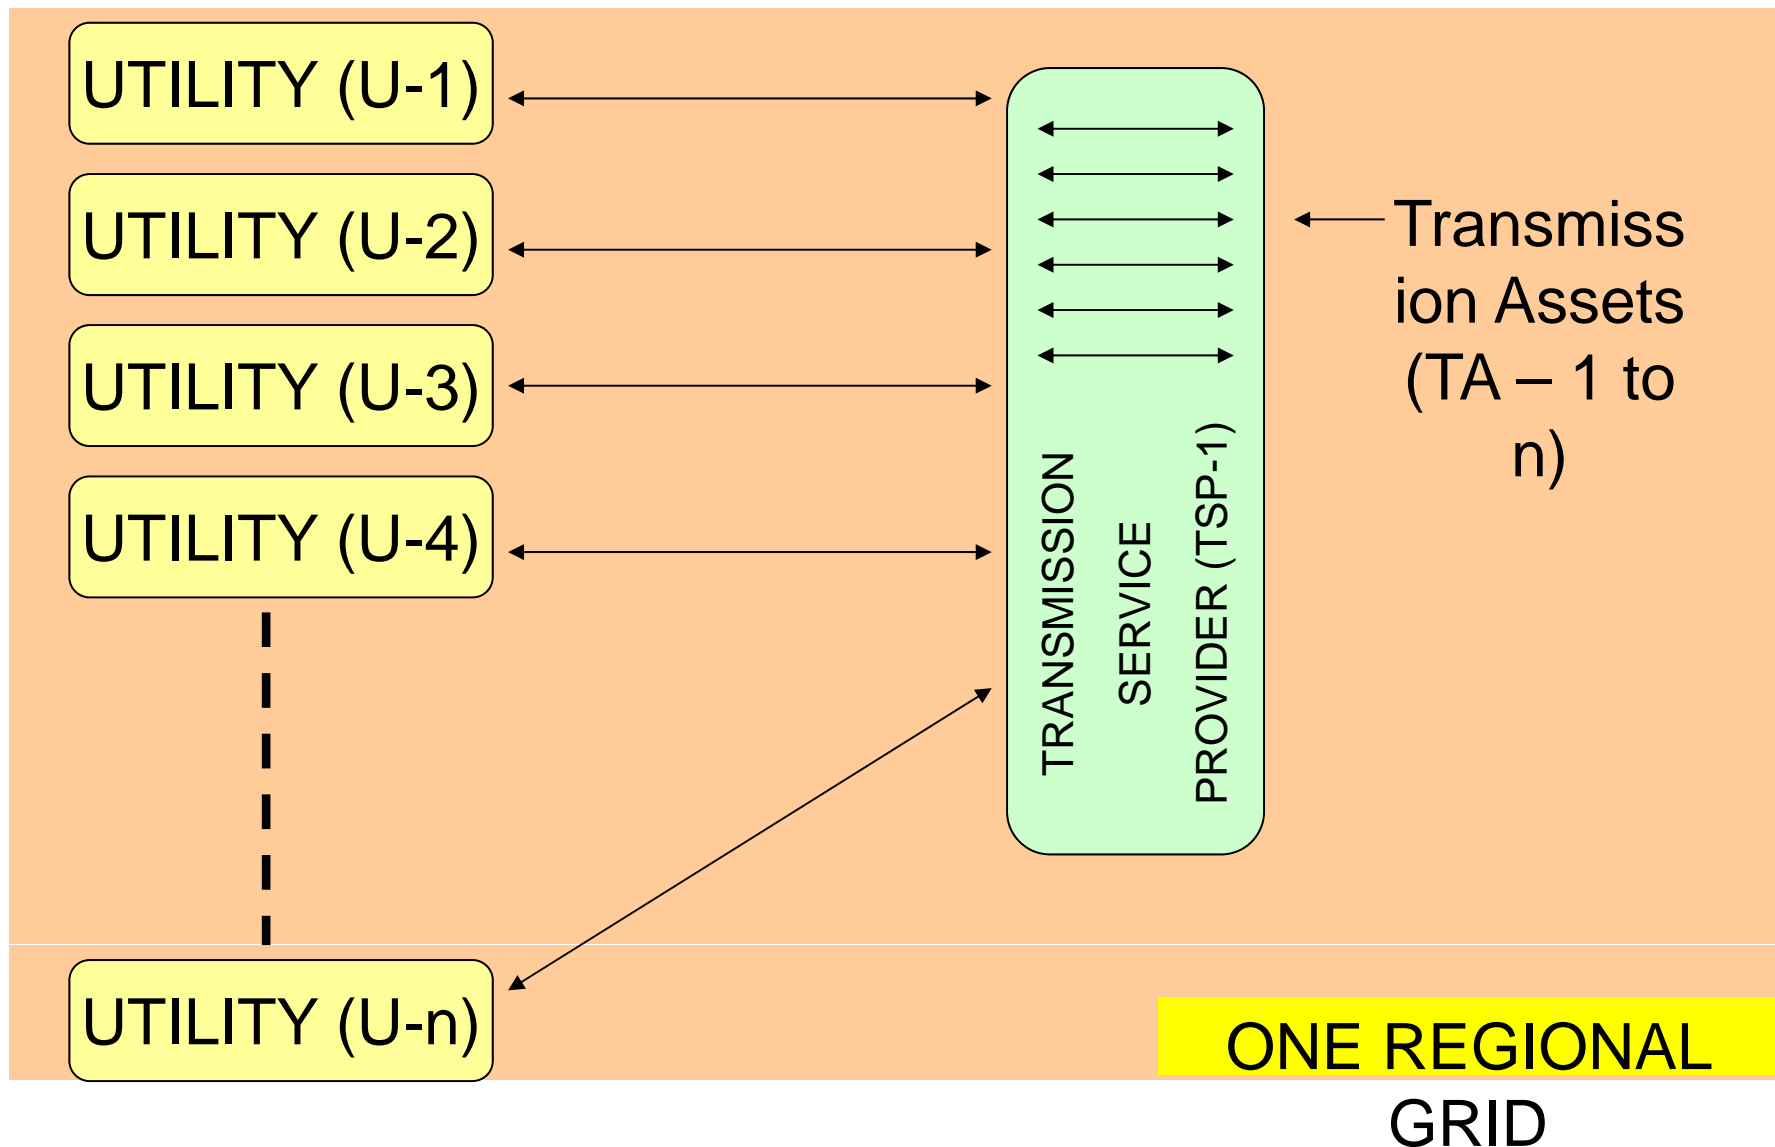 UTILITY (U-1)
UTILITY (U-2)
UTILITY (U-3)
UTILITY (U-4)
UTILITY (U-n)
TRANSMISSION
SERVICE
PROVIDER (TSP-1)
Transmiss
ion Assets
(TA – 1 to
n)
ONE REGIONAL
GRID